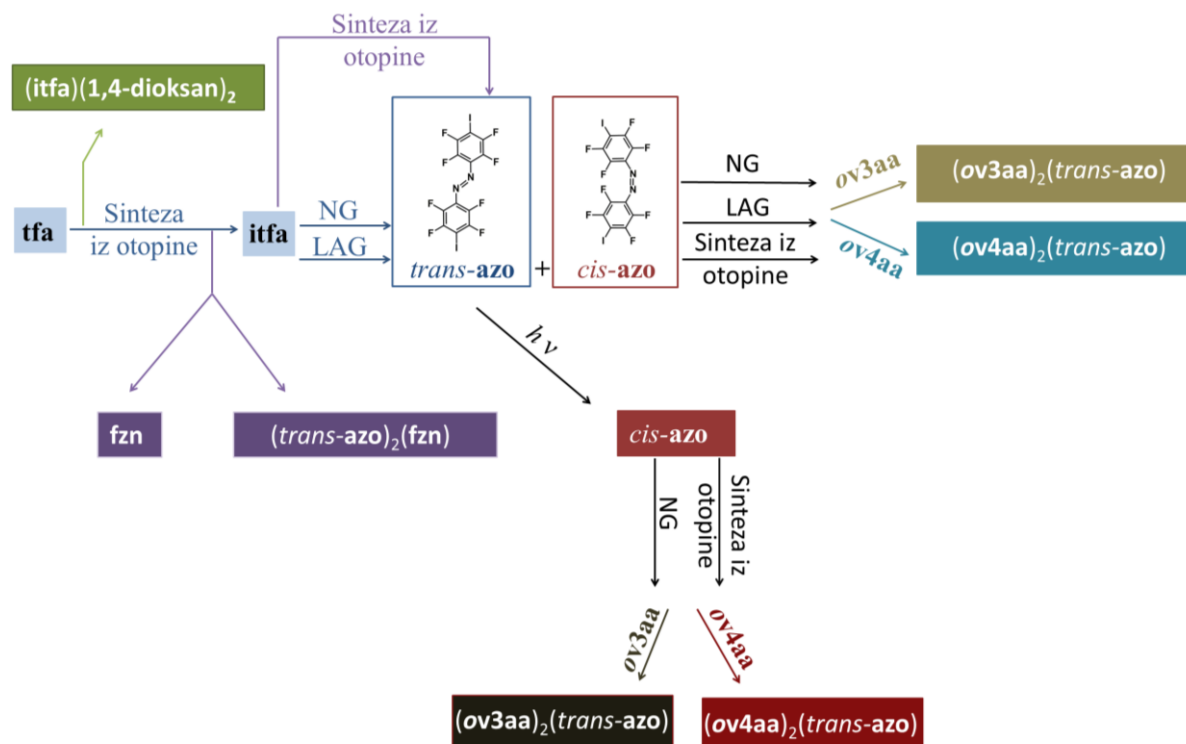 Sinteza iz
otopine
(itfa)(1,4-dioksan)₂
tfa
Sinteza
iz otopine
itfa
NG
LAG
I
F
F
F
F
N
N
F
F
F
F
I
trans-azo
+
I
F
F
F
F
N
N
F
F
F
F
I
cis-azo
NG
LAG
Sinteza iz
otopine
ov3aa
ov4aa
(ov3aa)₂(trans-azo)
(ov4aa)₂(trans-azo)
h ν
fzn
(trans-azo)₂(fzn)
cis-azo
NG
Sinteza iz
otopine
ov3aa
ov4aa
(ov3aa)₂(trans-azo)
(ov4aa)₂(trans-azo)